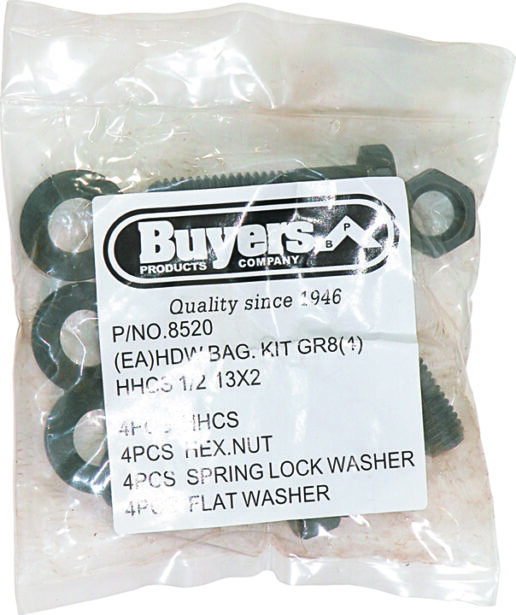 Buyers
PRODUCTS COMPANY
B P
Quality since 1946
P/NO.8520
(EA)HDW BAG. KIT GR8(4)
HHCS 1/2 13X2
4PCS HHCS
4PCS HEX.NUT
4PCS SPRING LOCK WASHER
4PCS FLAT WASHER